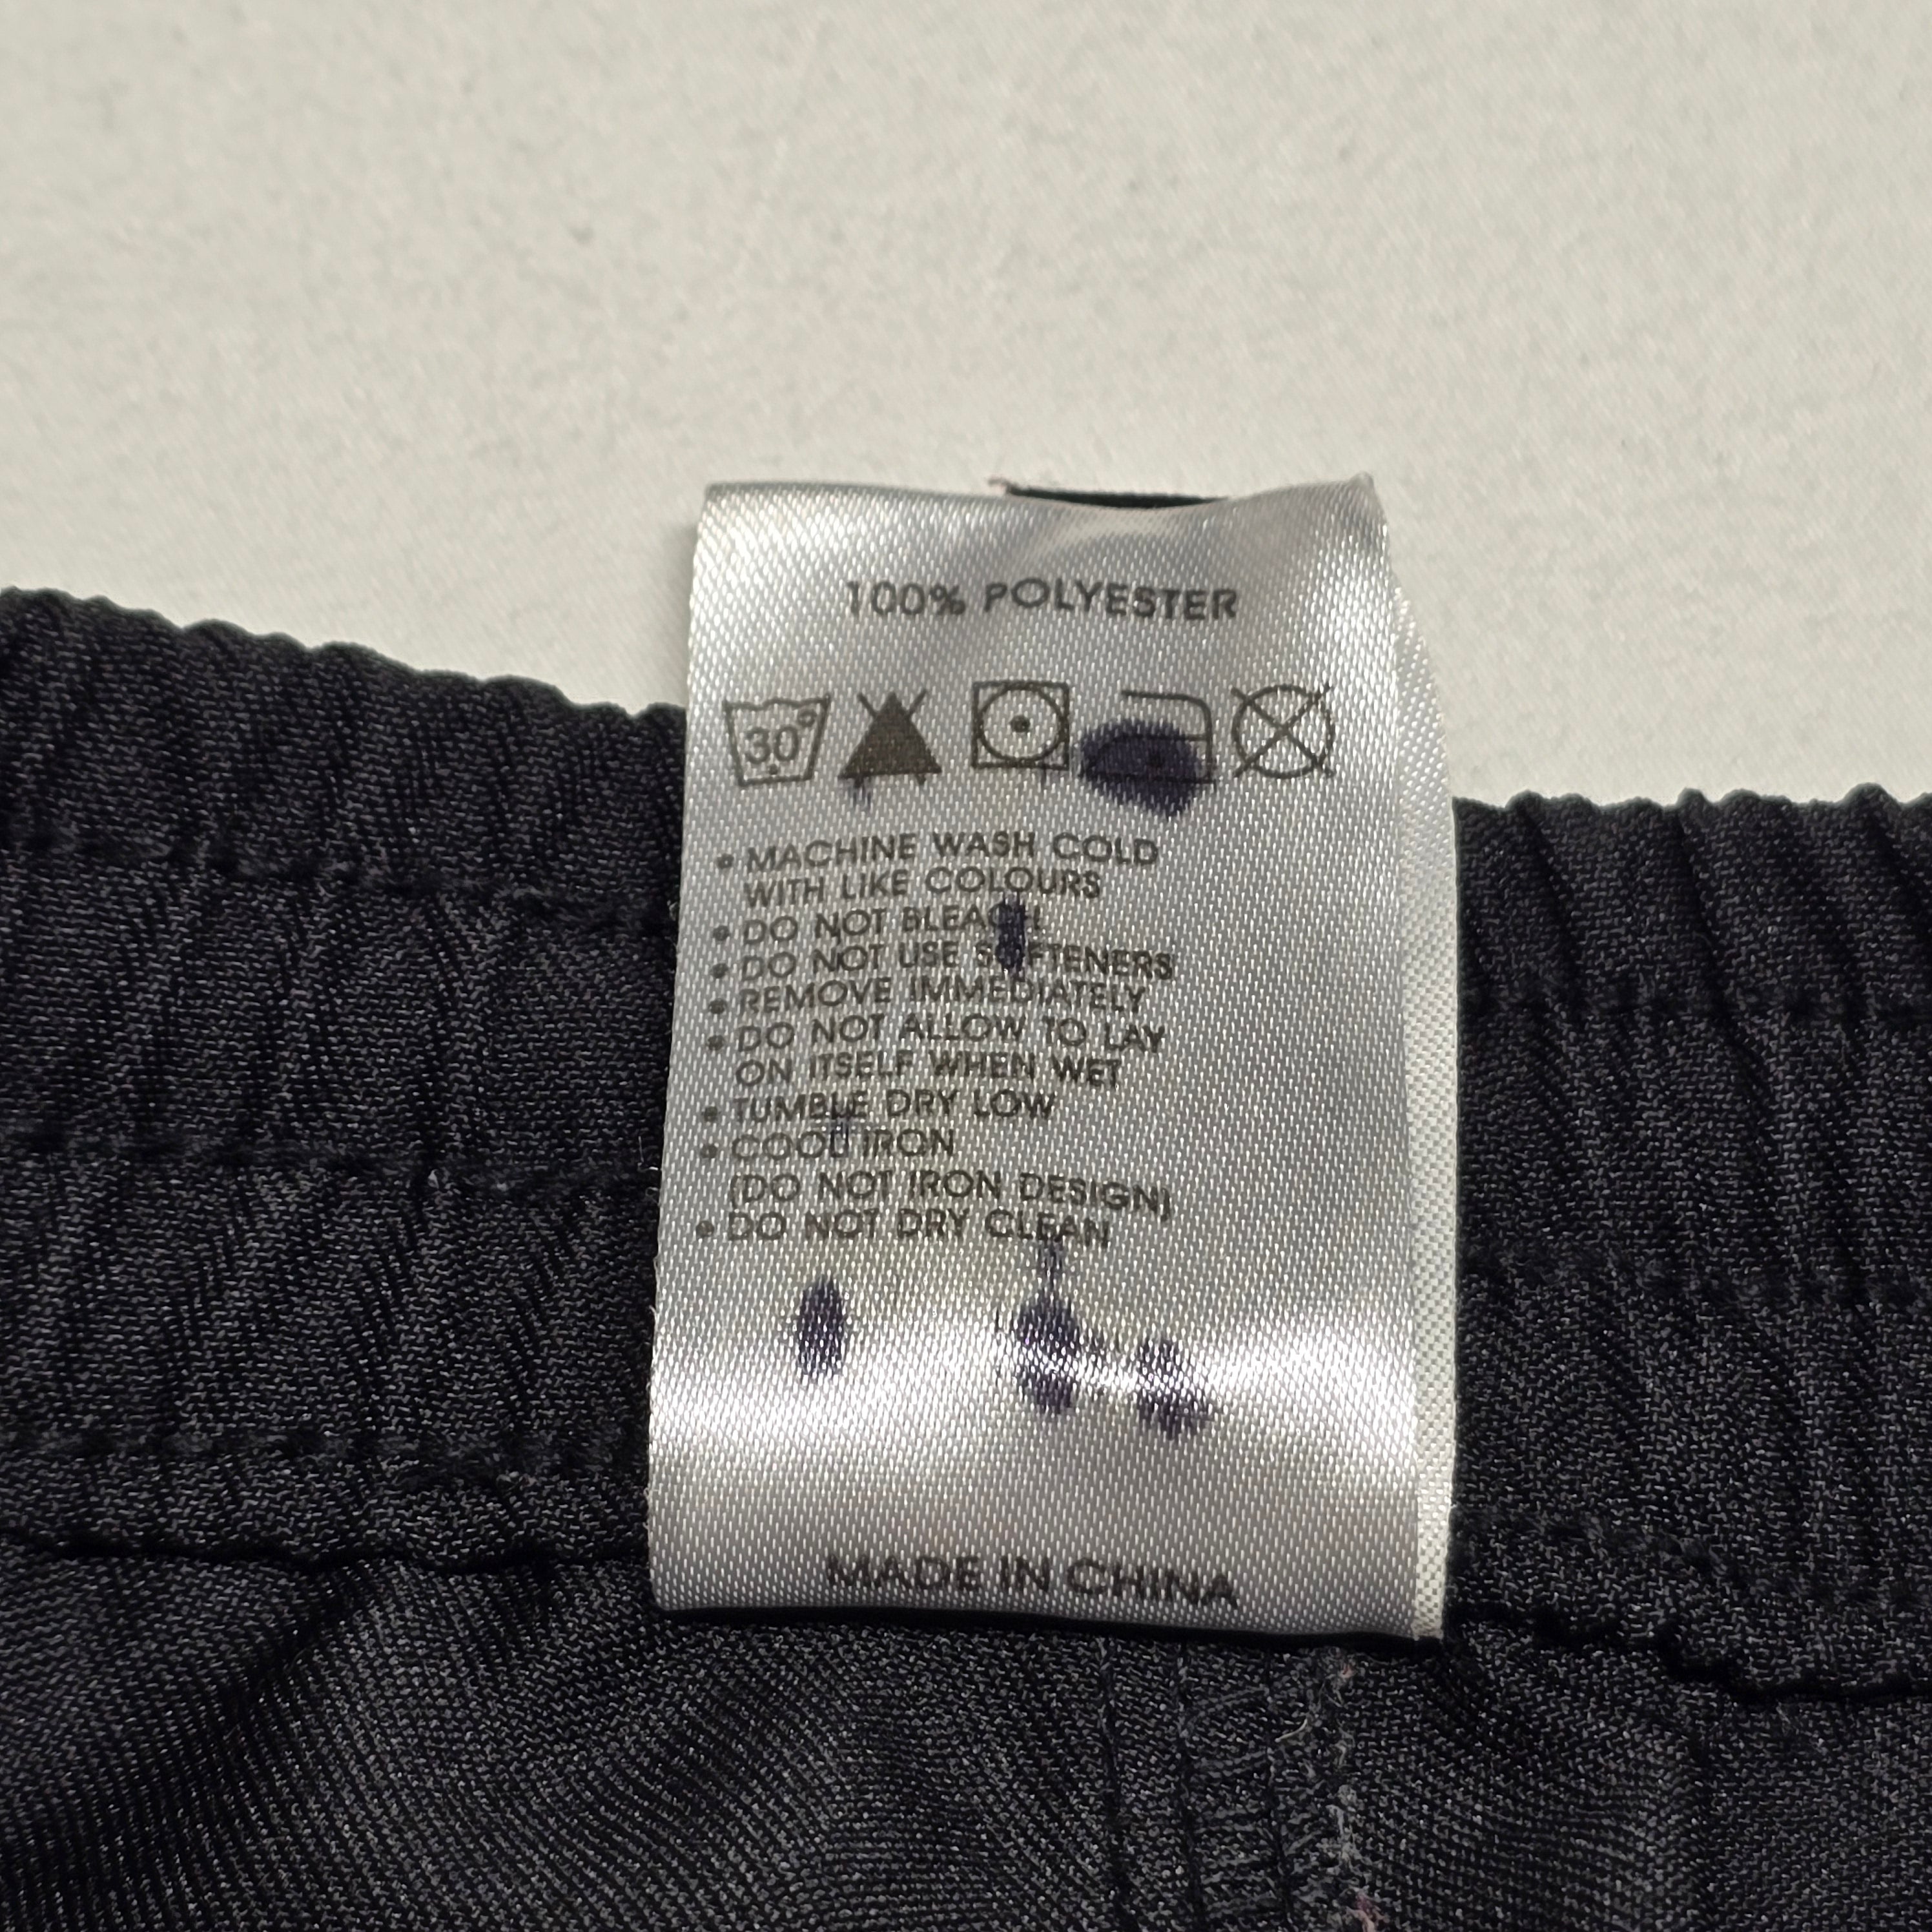 100% POLYESTER
30°
• MACHINE WASH COLD
WITH LIKE COLOURS
• DO NOT BLEACH
• DO NOT USE SOFTENERS
• REMOVE IMMEDIATELY
• DO NOT ALLOW TO LAY
ON ITSELF WHEN WET
• TUMBLE DRY LOW
• COOL IRON
(DO NOT IRON DESIGN)
• DO NOT DRY CLEAN
MADE IN CHINA